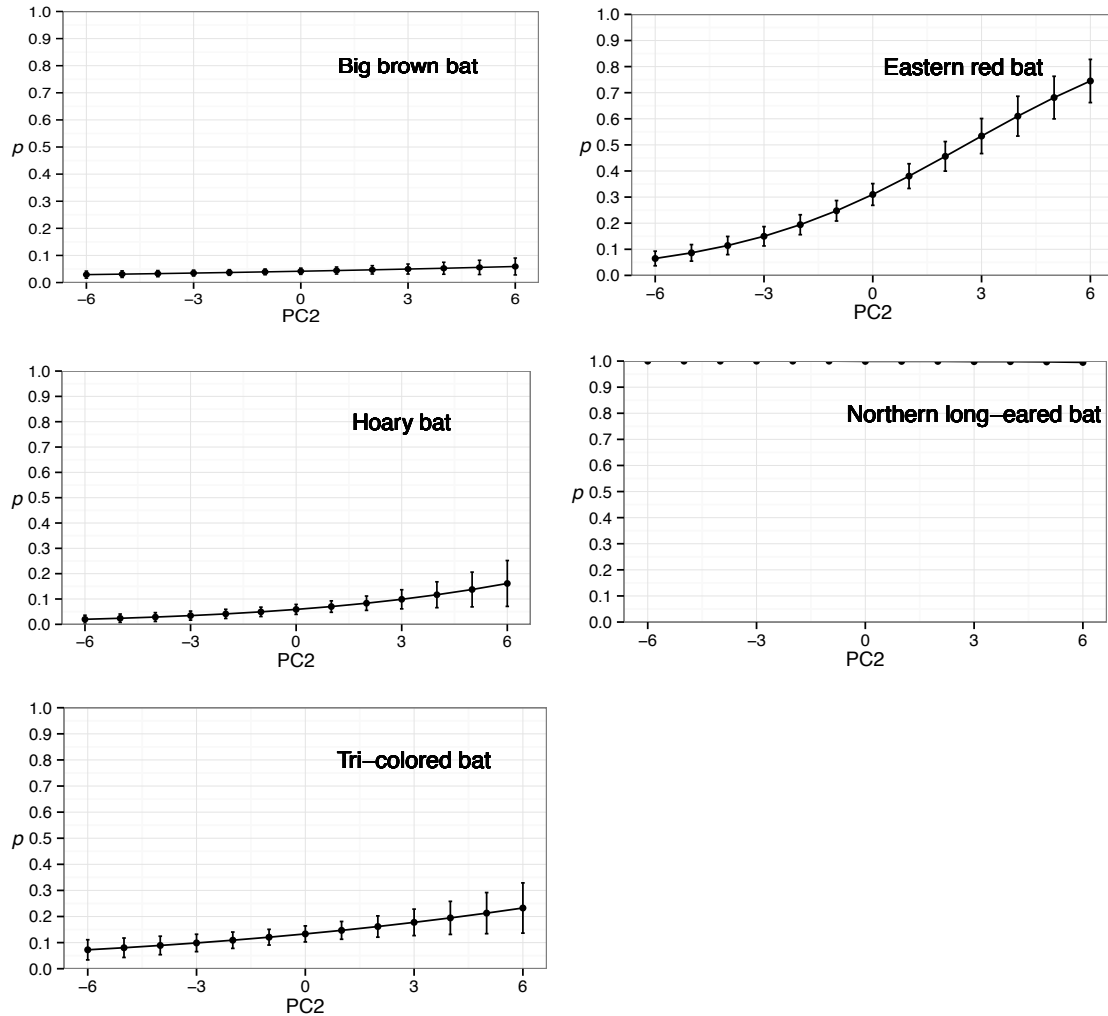 Big brown bat
1.0
0.9
0.8
0.7
0.6
p 0.5
0.4
0.3
0.2
0.1
0.0
−6 −3 0 3 6
PC2
Eastern red bat
1.0
0.9
0.8
0.7
0.6
p 0.5
0.4
0.3
0.2
0.1
0.0
−6 −3 0 3 6
PC2
Hoary bat
1.0
0.9
0.8
0.7
0.6
p 0.5
0.4
0.3
0.2
0.1
0.0
−6 −3 0 3 6
PC2
Northern long−eared bat
1.0
0.9
0.8
0.7
0.6
p 0.5
0.4
0.3
0.2
0.1
0.0
−6 −3 0 3 6
PC2
Tri−colored bat
1.0
0.9
0.8
0.7
0.6
p 0.5
0.4
0.3
0.2
0.1
0.0
−6 −3 0 3 6
PC2